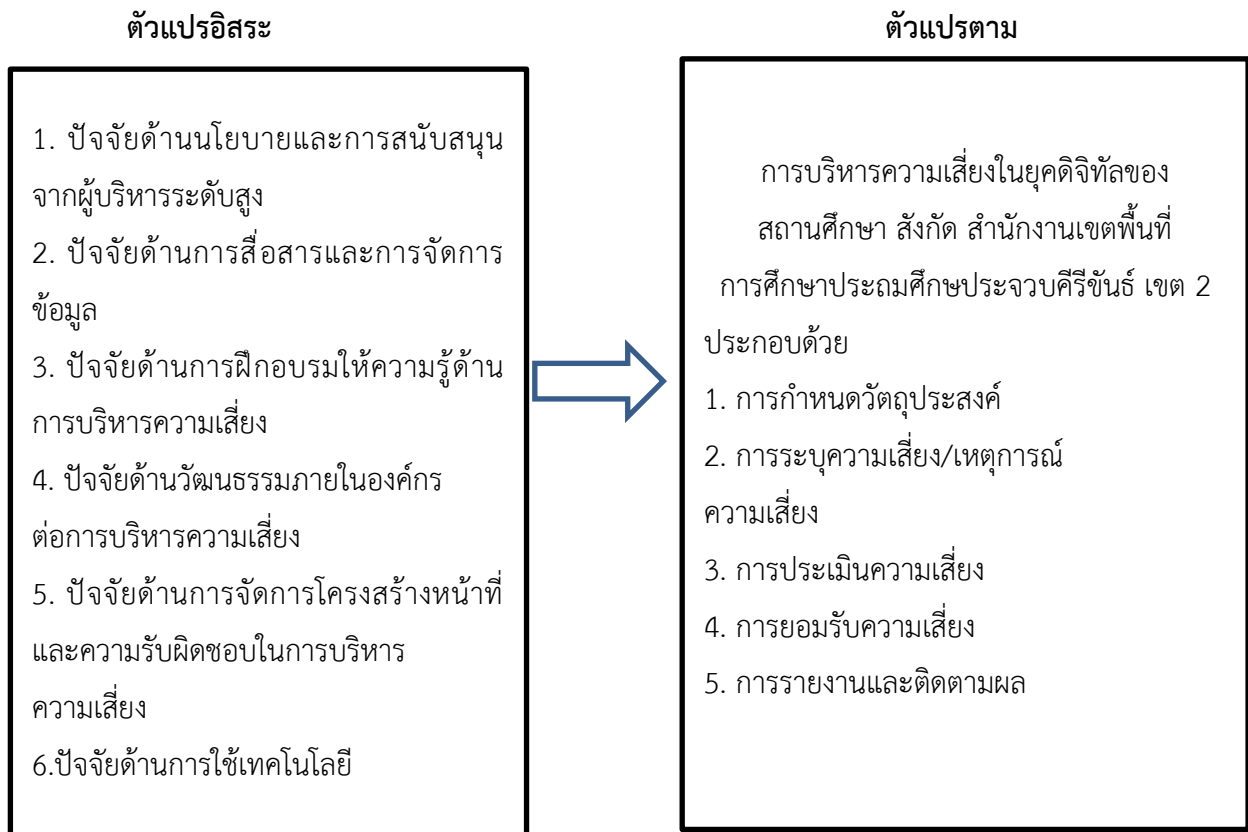 ตัวแปรอิสระ
1. ปัจจัยด้านนโยบายและการสนับสนุน
จากผู้บริหารระดับสูง
2. ปัจจัยด้านการสื่อสารและการจัดการ
ข้อมูล
3. ปัจจัยด้านการฝึกอบรมให้ความรู้ด้าน
การบริหารความเสี่ยง
4. ปัจจัยด้านวัฒนธรรมภายในองค์กร
ต่อการบริหารความเสี่ยง
5. ปัจจัยด้านการจัดการโครงสร้างหน้าที่
และความรับผิดชอบในการบริหาร
ความเสี่ยง
6.ปัจจัยด้านการใช้เทคโนโลยี
ตัวแปรตาม
การบริหารความเสี่ยงในยุคดิจิทัลของ
สถานศึกษา สังกัด สำนักงานเขตพื้นที่
การศึกษาประถมศึกษประจวบคีรีขันธ์ เขต 2
ประกอบด้วย
1. การกำหนดวัตถุประสงค์
2. การระบุความเสี่ยง/เหตุการณ์
ความเสี่ยง
3. การประเมินความเสี่ยง
4. การยอมรับความเสี่ยง
5. การรายงานและติดตามผล